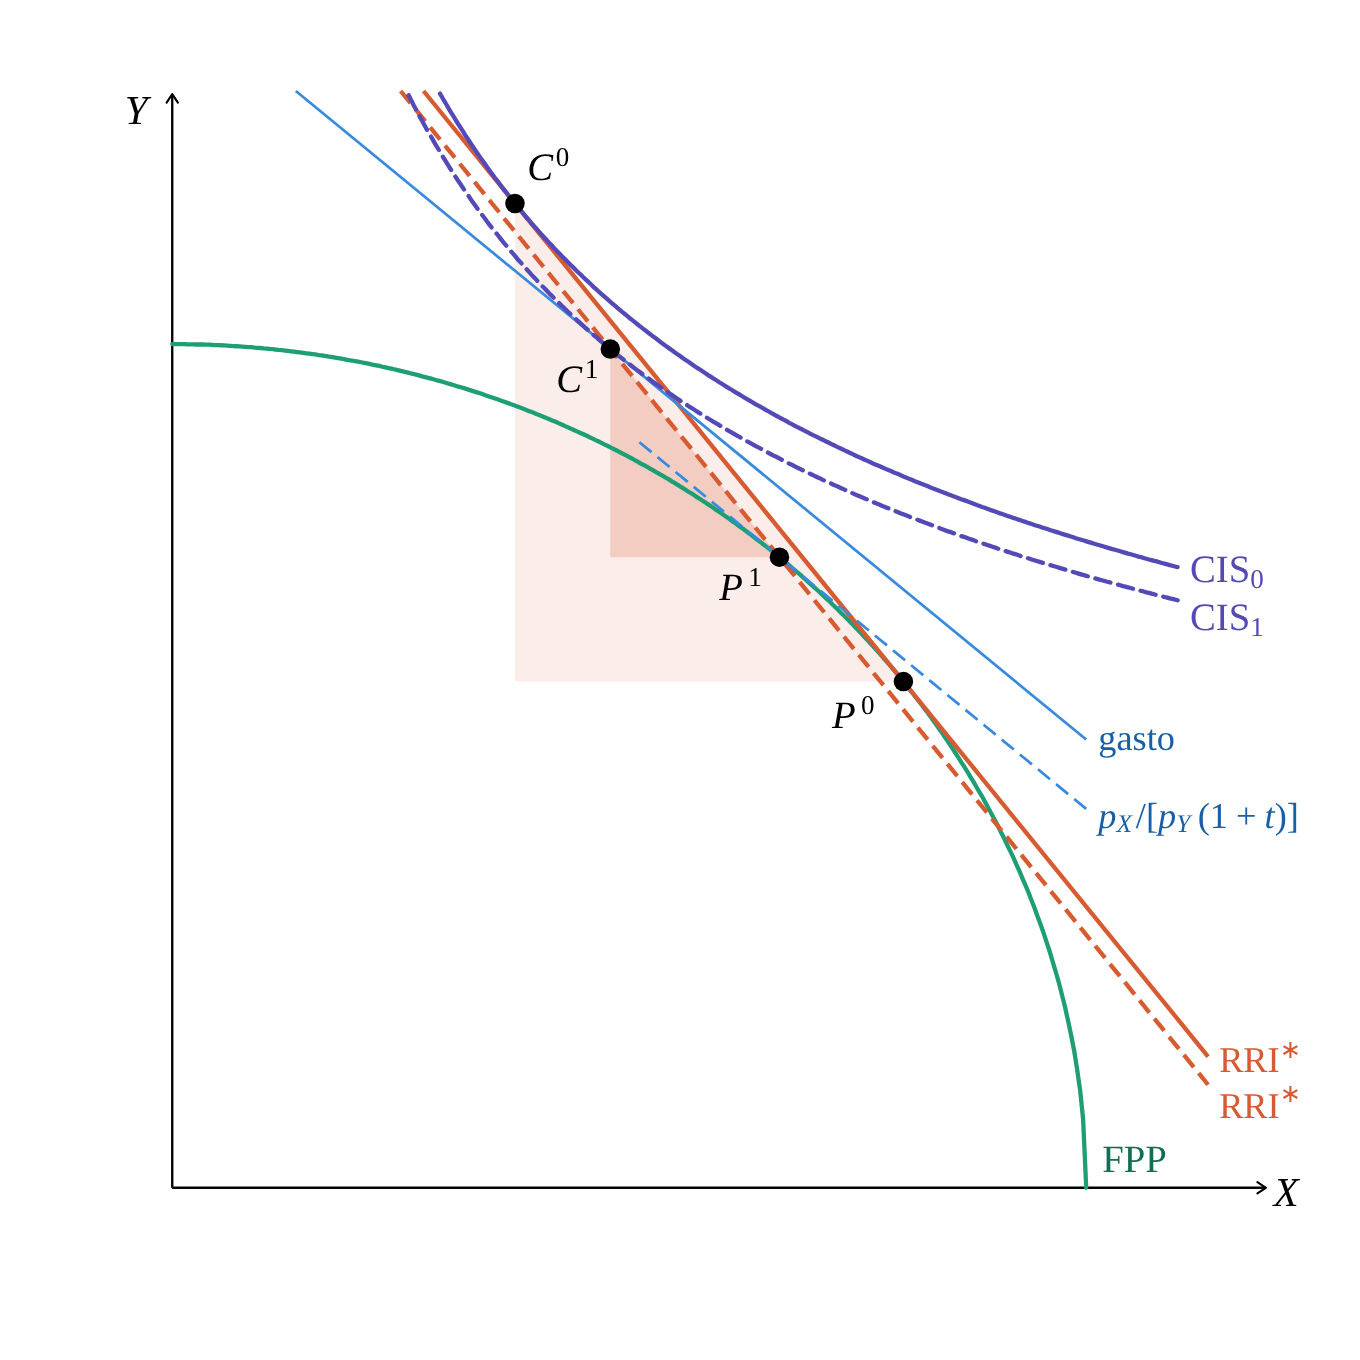 Y
C⁰
C¹
P¹
CIS₀
CIS₁
P⁰
gasto
pX/[pY(1 + t)]
RRI*
RRI*
FPP
X